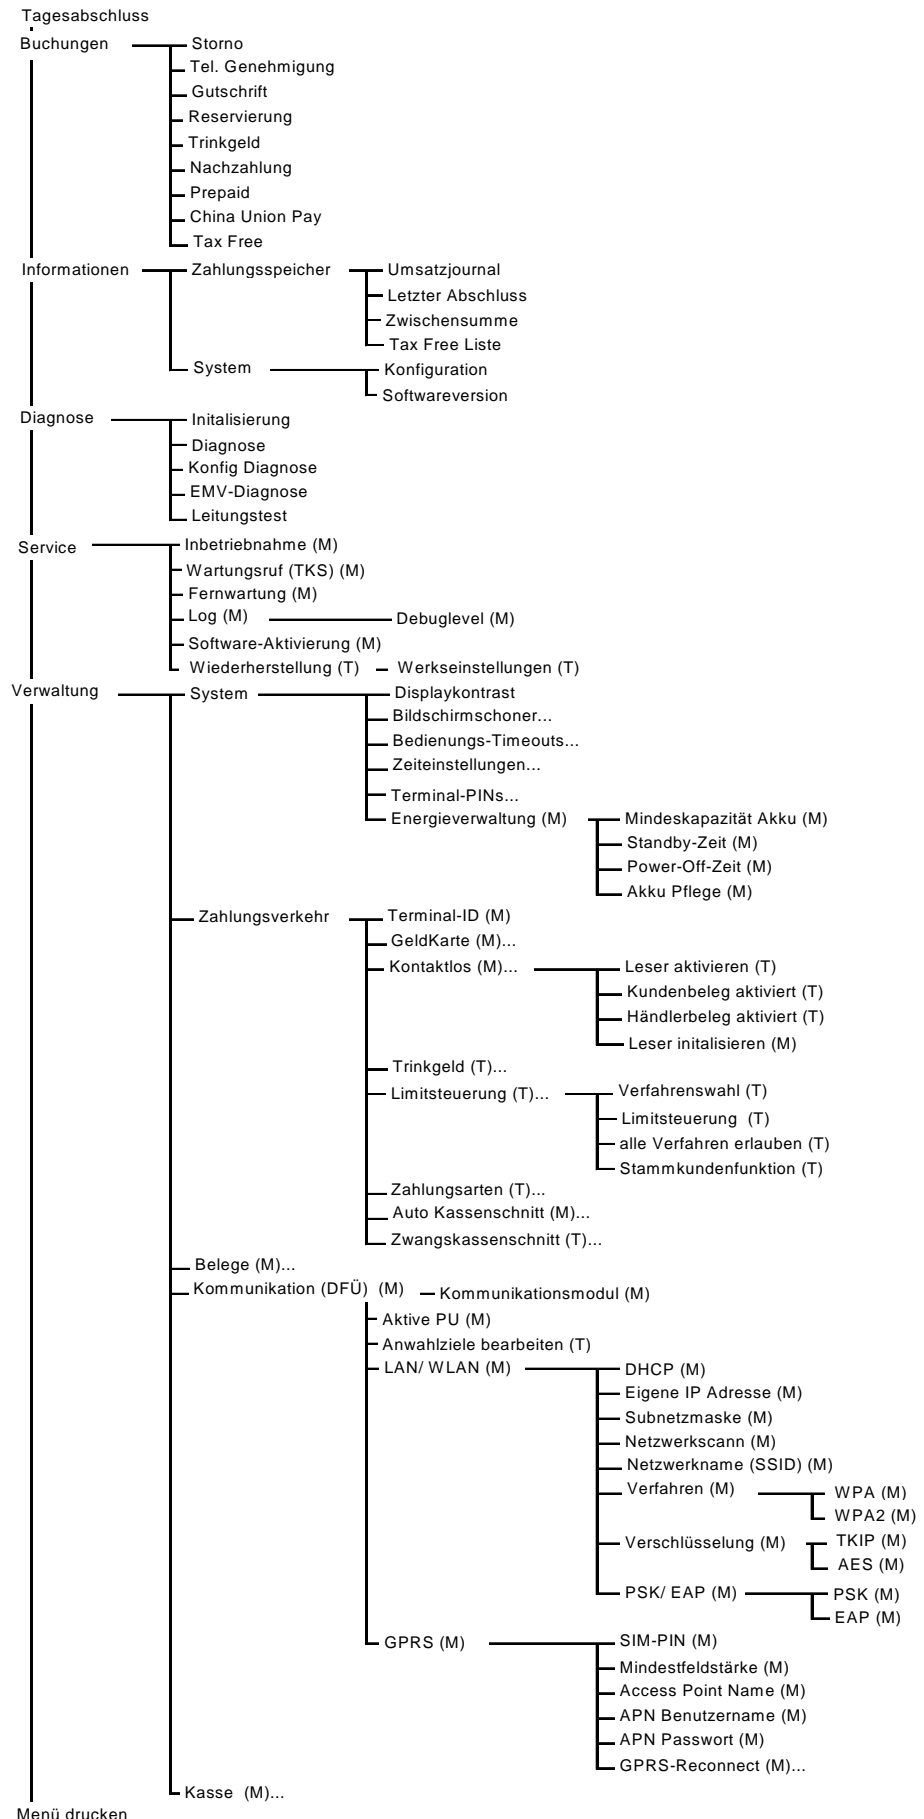 Tagesabschluss
Buchungen Storno
Tel. Genehmigung
Gutschrift
Reservierung
Trinkgeld
Nachzahlung
Prepaid
China Union Pay
Tax Free
Informationen Zahlungsspeicher Umsatzjournal
Letzter Abschluss
Zwischensumme
Tax Free Liste
System Konfiguration
Softwareversion
Diagnose Initalisierung
Diagnose
Konfig Diagnose
EMV-Diagnose
Leitungstest
Service Inbetriebnahme (M)
Wartungsruf (TKS) (M)
Fernwartung (M)
Log (M) Debuglevel (M)
Software-Aktivierung (M)
Wiederherstellung (T) Werkseinstellungen (T)
Verwaltung System Displaykontrast
Bildschirmschoner...
Bedienungs-Timeouts...
Zeiteinstellungen...
Terminal-PINs...
Energieverwaltung (M) Mindeskapazität Akku (M)
Standby-Zeit (M)
Power-Off-Zeit (M)
Akku Pflege (M)
Zahlungsverkehr Terminal-ID (M)
GeldKarte (M)...
Kontaktlos (M)... Leser aktivieren (T)
Kundenbeleg aktiviert (T)
Händlerbeleg aktiviert (T)
Leser initalisieren (M)
Trinkgeld (T)...
Limitsteuerung (T)... Verfahrenswahl (T)
Limitsteuerung (T)
alle Verfahren erlauben (T)
Stammkundenfunktion (T)
Zahlungsarten (T)...
Auto Kassenschnitt (M)...
Zwangskassenschnitt (T)...
Belege (M)...
Kommunikation (DFÜ) (M) Kommunikationsmodul (M)
Aktive PU (M)
Anwahlziele bearbeiten (T)
LAN/ WLAN (M) DHCP (M)
Eigene IP Adresse (M)
Subnetzmaske (M)
Netzwerkscann (M)
Netzwerkname (SSID) (M)
Verfahren (M) WPA (M)
WPA2 (M)
Verschlüsselung (M) TKIP (M)
AES (M)
PSK/ EAP (M) PSK (M)
EAP (M)
GPRS (M) SIM-PIN (M)
Mindestfeldstärke (M)
Access Point Name (M)
APN Benutzername (M)
APN Passwort (M)
GPRS-Reconnect (M)...
Kasse (M)...
Menü drucken